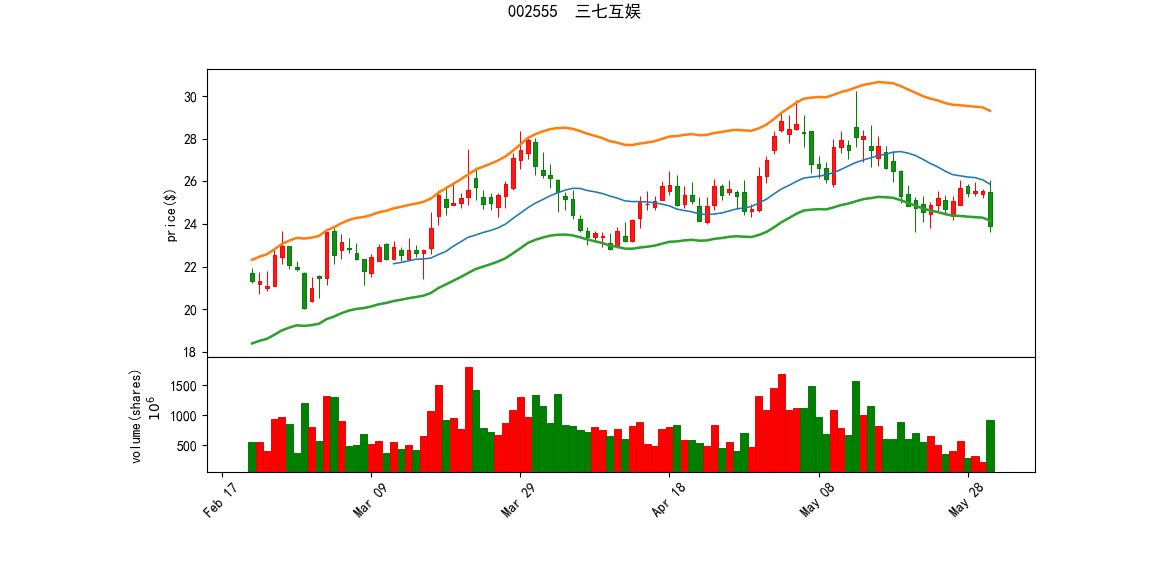 002555 三七互娱
price($)
30
28
26
24
22
20
18
volume(shares)
10^6
1500
1000
500
Feb 17
Mar 09
Mar 29
Apr 18
May 08
May 28